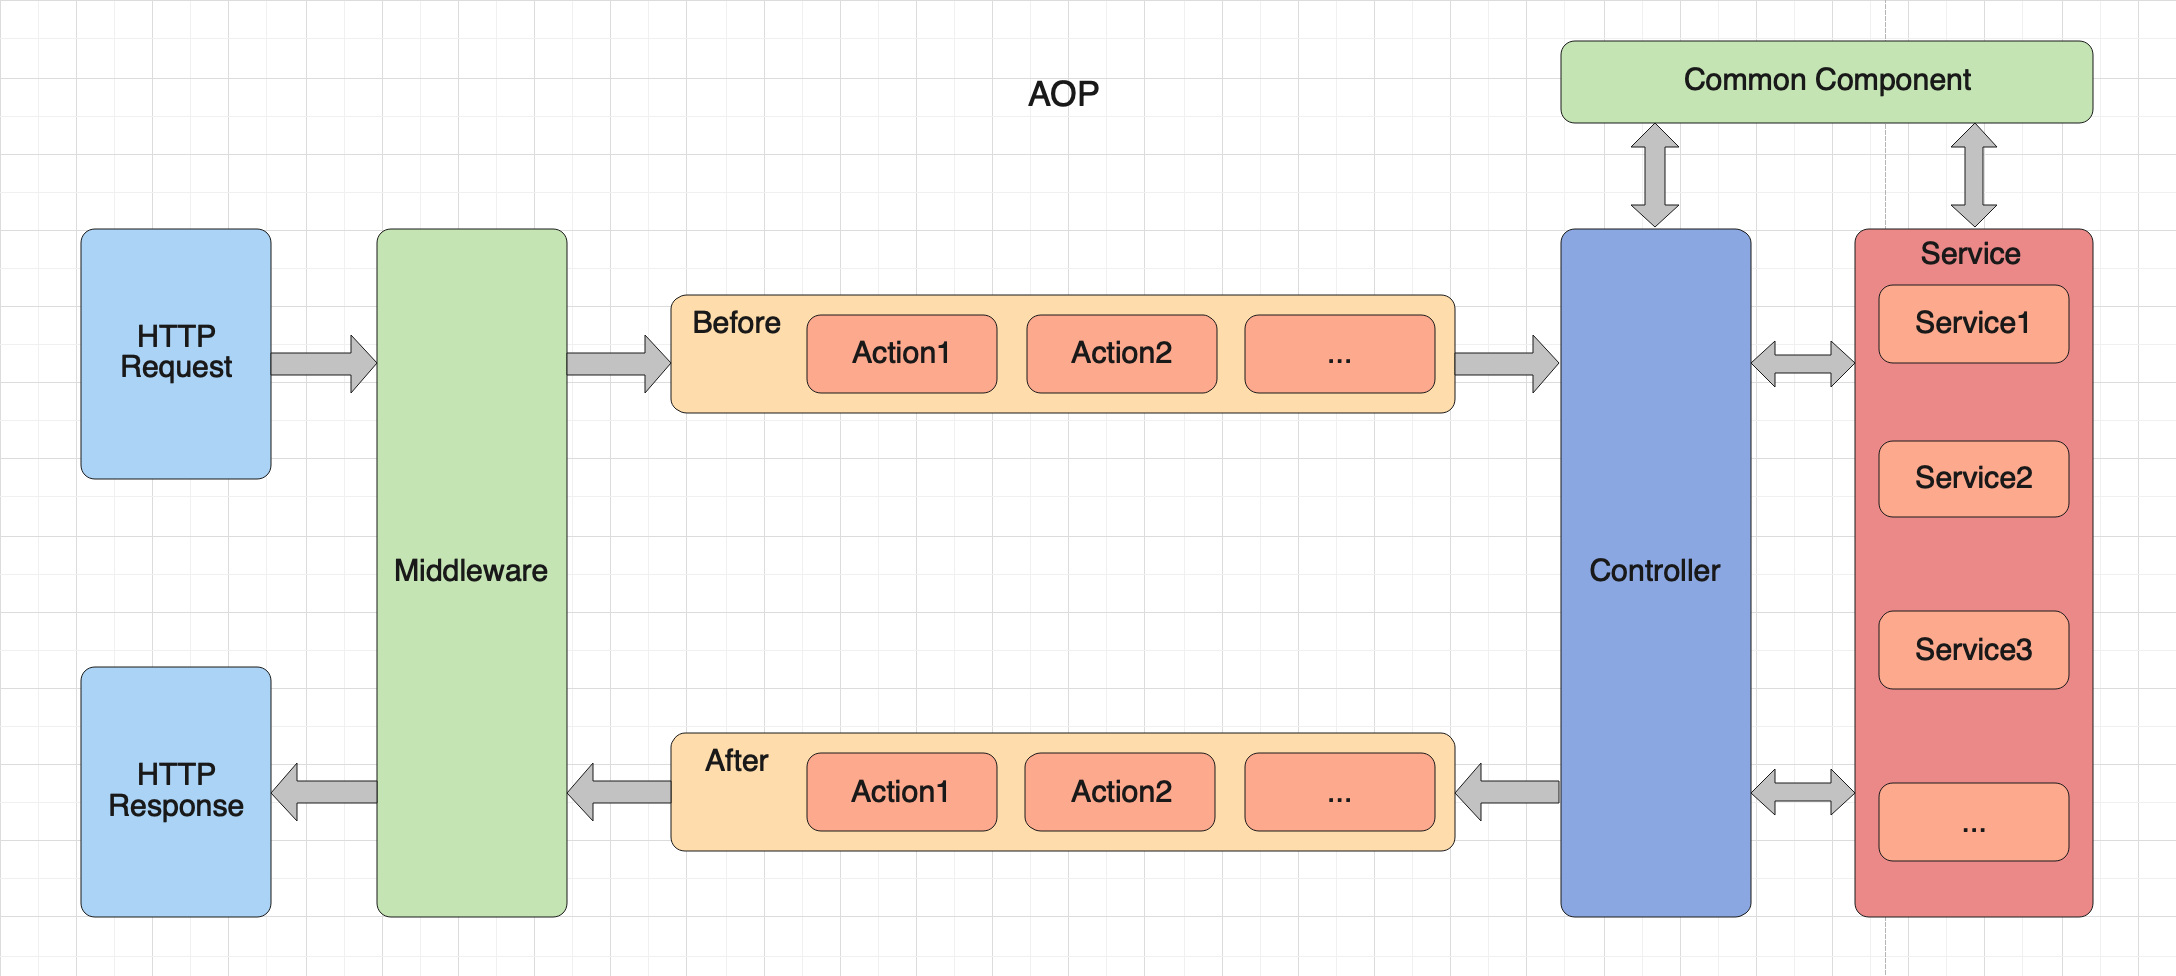 AOP
Common Component
HTTP
Request
Middleware
Before
Action1
Action2
...
Controller
Service
Service1
Service2
Service3
...
HTTP
Response
After
Action1
Action2
...